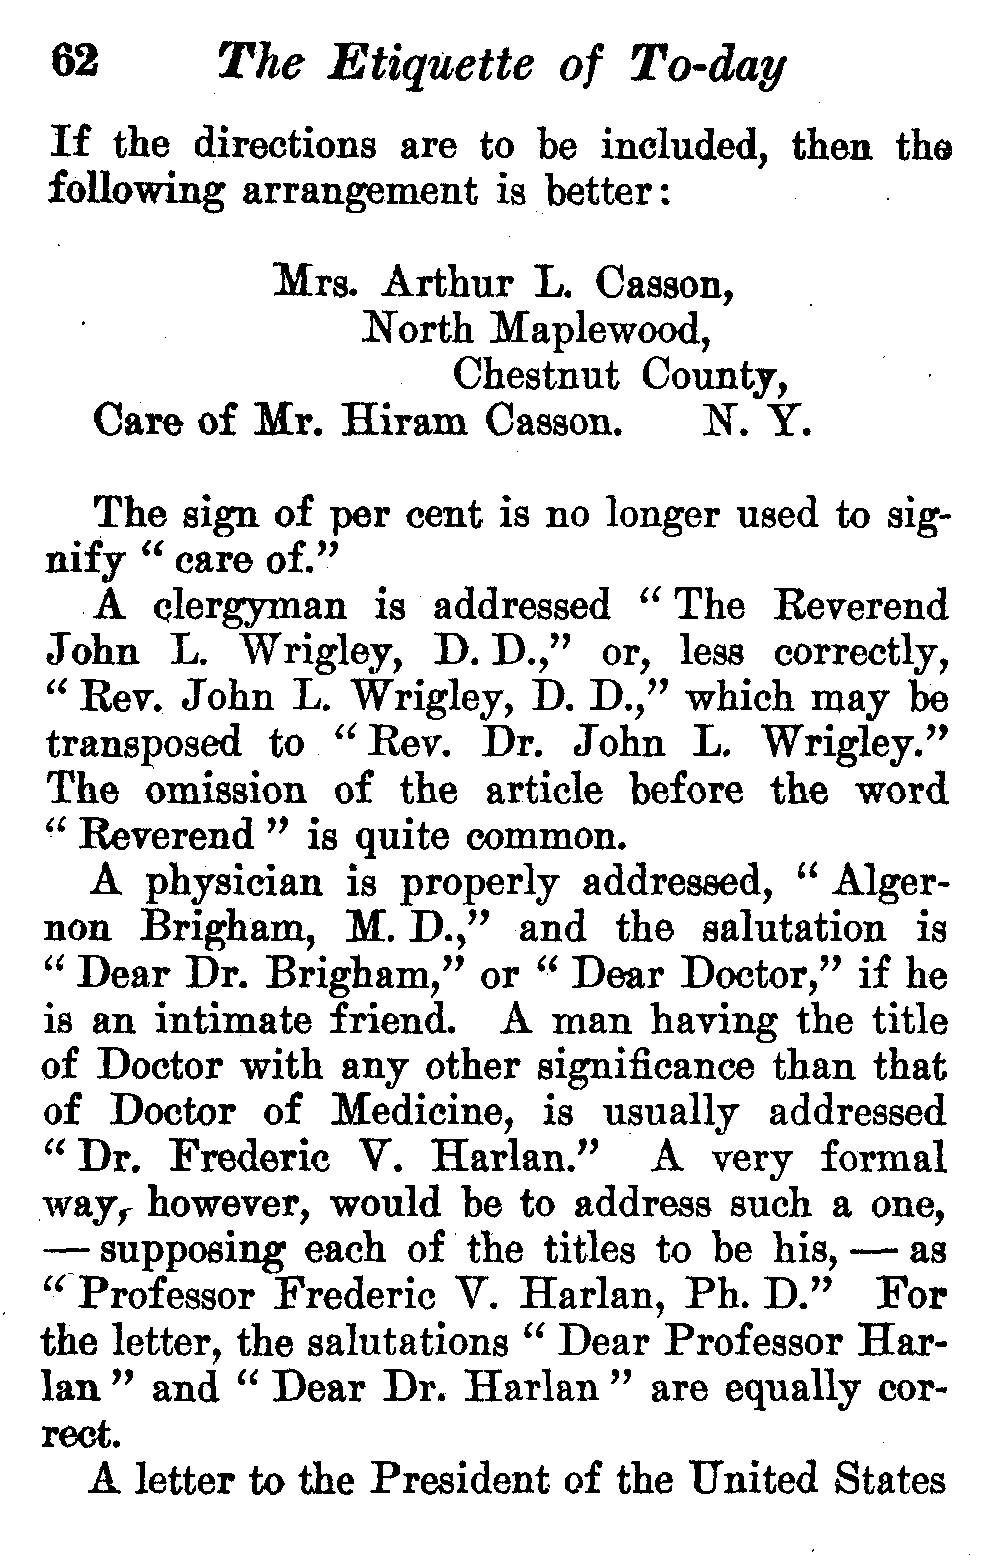 62 The Etiquette of To-day
If the directions are to be included, then the
following arrangement is better:
Mrs. Arthur L. Casson,
North Maplewood,
Chestnut County,
Care of Mr. Hiram Casson. N. Y.
The sign of per cent is no longer used to sig-
nify " care of."
A clergyman is addressed " The Reverend
John L. Wrigley, D. D.," or, less correctly,
" Rev. John L. Wrigley, D. D.," which may be
transposed to " Rev. Dr. John L. Wrigley."
The omission of the article before the word
" Reverend " is quite common.
A physician is properly addressed, " Alger-
non Brigham, M. D.," and the salutation is
" Dear Dr. Brigham," or " Dear Doctor," if he
is an intimate friend. A man having the title
of Doctor with any other significance than that
of Doctor of Medicine, is usually addressed
" Dr. Frederic V. Harlan." A very formal
way, however, would be to address such a one,
— supposing each of the titles to be his, — as
" Professor Frederic V. Harlan, Ph. D." For
the letter, the salutations " Dear Professor Har-
lan " and " Dear Dr. Harlan " are equally cor-
rect.
A letter to the President of the United States